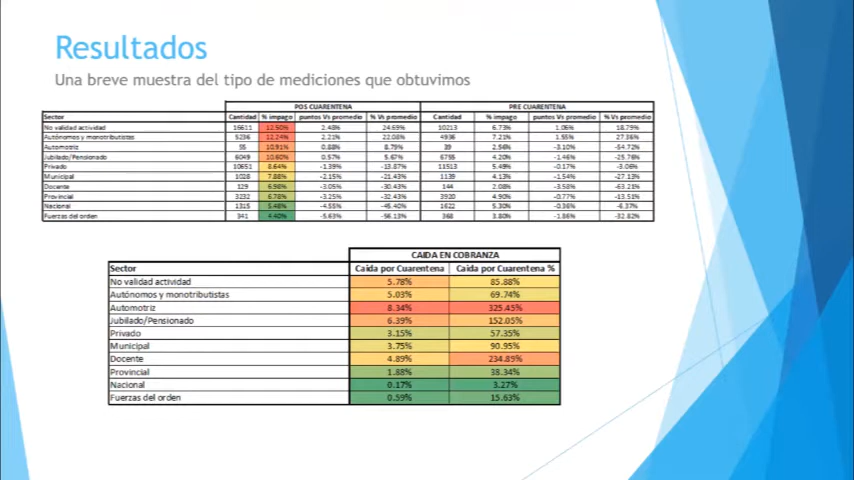 Resultados
Una breve muestra del tipo de mediciones que obtuvimos
POS CUARENTENA PRE CUARENTENA
Sector Cantidad % impago puntos Vs promedio % Vs promedio Cantidad % impago puntos Vs promedio % Vs promedio
No validad actividad 16611 12.50% 2.48% 24.69% 10213 6.73% 1.06% 18.79%
Autónomos y monotributistas 5236 12.24% 2.21% 22.08% 4936 7.21% 1.55% 27.36%
Automotriz 55 10.91% 0.88% 8.79% 39 2.56% -3.10% -54.72%
Jubilado/Pensionado 6049 10.60% 0.57% 5.67% 6755 4.20% -1.46% -25.76%
Privado 10651 8.64% -1.39% -13.87% 11513 5.49% -0.17% -3.06%
Municipal 1028 7.88% -2.15% -21.43% 1139 4.13% -1.54% -27.13%
Docente 129 6.98% -3.05% -30.43% 144 2.08% -3.58% -63.21%
Provincial 3232 6.78% -3.25% -32.43% 3920 4.90% -0.77% -13.51%
Nacional 1315 5.48% -4.55% -45.40% 1622 5.30% -0.36% -6.37%
Fuerzas del orden 341 4.40% -5.63% -56.13% 368 3.80% -1.86% -32.82%
CAIDA EN COBRANZA
Sector Caida por Cuarentena Caida por Cuarentena %
No validad actividad 5.78% 85.88%
Autónomos y monotributistas 5.03% 69.74%
Automotriz 8.34% 325.45%
Jubilado/Pensionado 6.39% 152.05%
Privado 3.15% 57.35%
Municipal 3.75% 90.95%
Docente 4.89% 234.89%
Provincial 1.88% 38.34%
Nacional 0.17% 3.27%
Fuerzas del orden 0.59% 15.63%